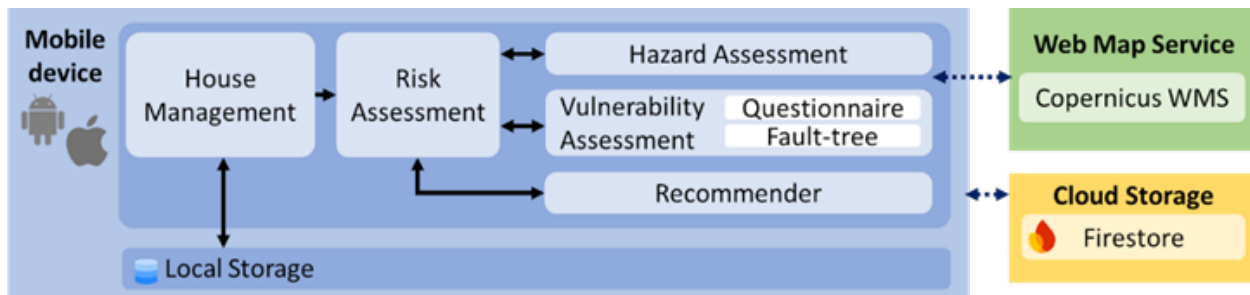 Mobile
device
House
Management
Risk
Assessment
Hazard Assessment
Vulnerability
Assessment
Questionnaire
Fault-tree
Recommender
Local Storage
Web Map Service
Copernicus WMS
Cloud Storage
Firestore